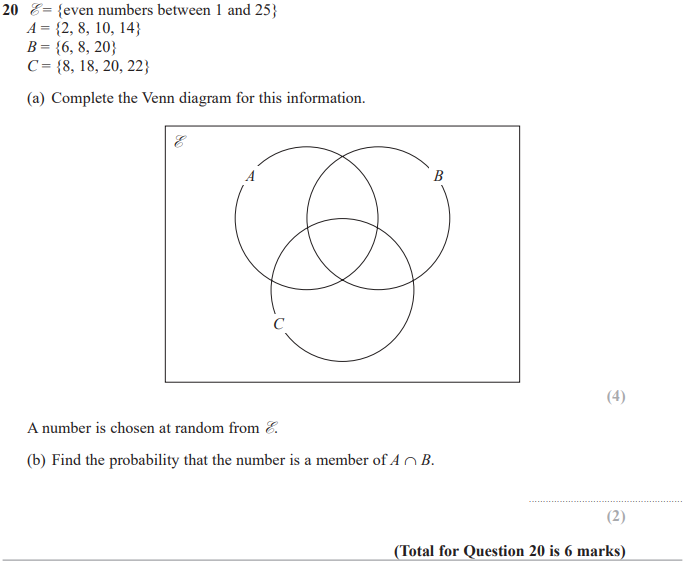 20 ℰ = {even numbers between 1 and 25}
A = {2, 8, 10, 14}
B = {6, 8, 20}
C = {8, 18, 20, 22}
(a) Complete the Venn diagram for this information.
ℰ
A
B
C
(4)
A number is chosen at random from ℰ.
(b) Find the probability that the number is a member of A ∩ B.
(2)
(Total for Question 20 is 6 marks)